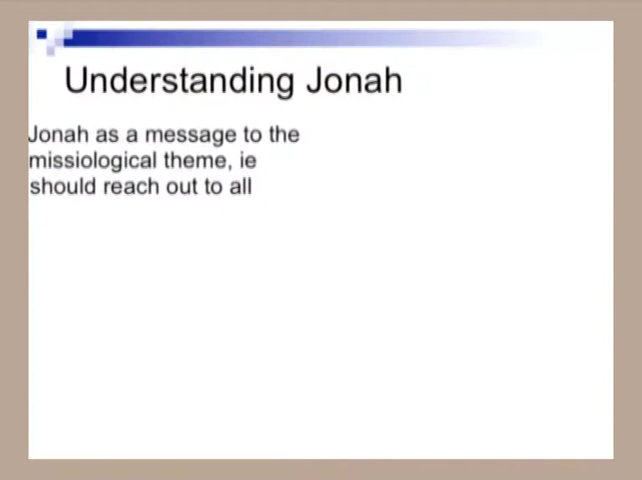 Understanding Jonah
Jonah as a message to the
missiological theme, ie
should reach out to all